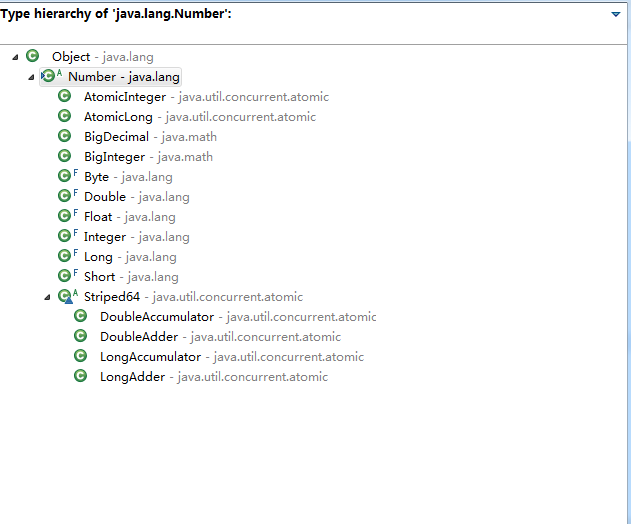 Type hierarchy of 'java.lang.Number':
Object - java.lang
A Number - java.lang
AtomicInteger - java.util.concurrent.atomic
AtomicLong - java.util.concurrent.atomic
BigDecimal - java.math
BigInteger - java.math
F Byte - java.lang
F Double - java.lang
F Float - java.lang
F Integer - java.lang
F Long - java.lang
F Short - java.lang
A Striped64 - java.util.concurrent.atomic
DoubleAccumulator - java.util.concurrent.atomic
DoubleAdder - java.util.concurrent.atomic
LongAccumulator - java.util.concurrent.atomic
LongAdder - java.util.concurrent.atomic